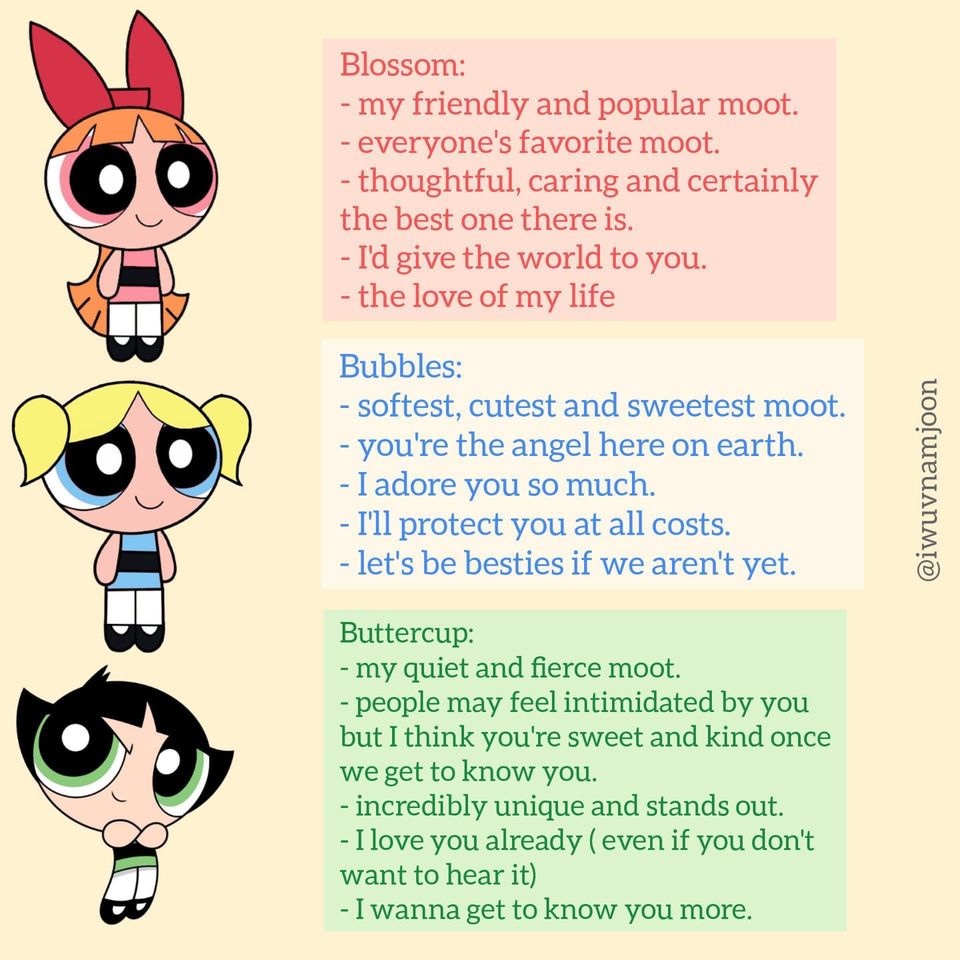 Blossom:
- my friendly and popular moot.
- everyone's favorite moot.
- thoughtful, caring and certainly
the best one there is.
- I'd give the world to you.
- the love of my life
Bubbles:
- softest, cutest and sweetest moot.
- you're the angel here on earth.
- I adore you so much.
- I'll protect you at all costs.
- let's be besties if we aren't yet.
Buttercup:
- my quiet and fierce moot.
- people may feel intimidated by you
but I think you're sweet and kind once
we get to know you.
- incredibly unique and stands out.
- I love you already ( even if you don't
want to hear it)
- I wanna get to know you more.
@iwuvnamjoon